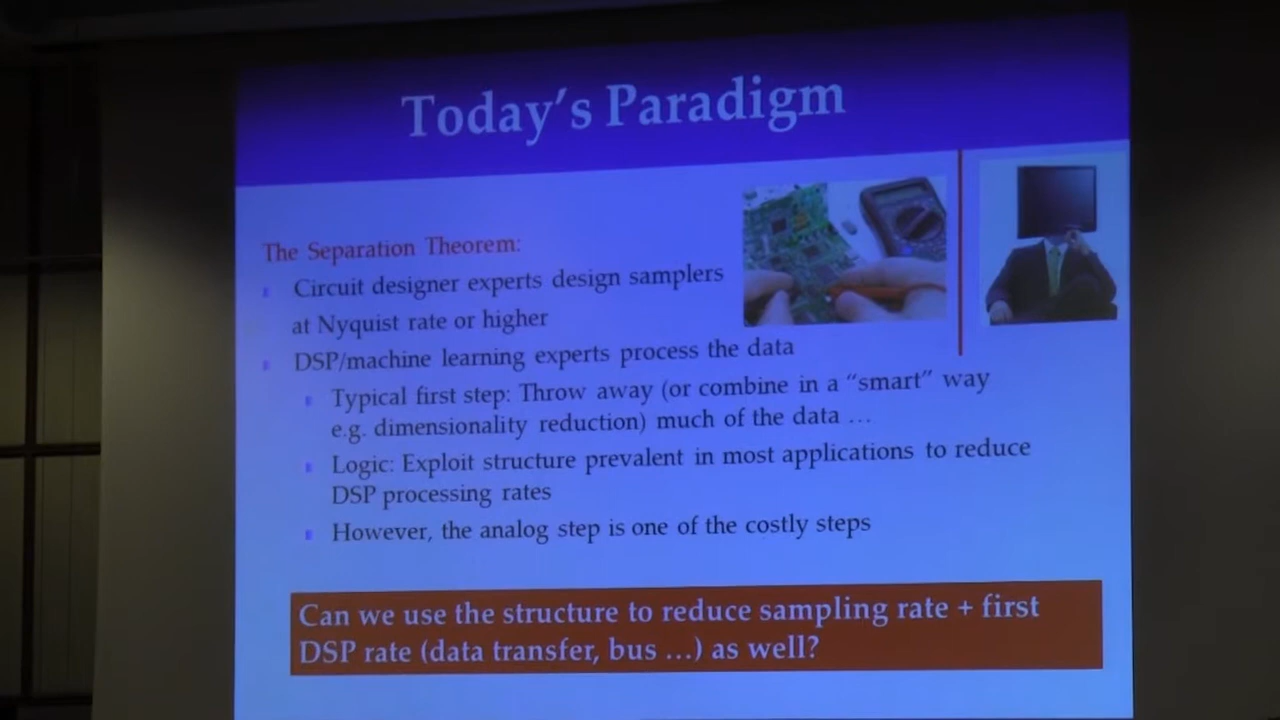 Today's Paradigm
The Separation Theorem:
Circuit designer experts design samplers
at Nyquist rate or higher
DSP/machine learning experts process the data
Typical first step: Throw away (or combine in a “smart” way
e.g. dimensionality reduction) much of the data …
Logic: Exploit structure prevalent in most applications to reduce
DSP processing rates
However, the analog step is one of the costly steps
Can we use the structure to reduce sampling rate + first
DSP rate (data transfer, bus …) as well?